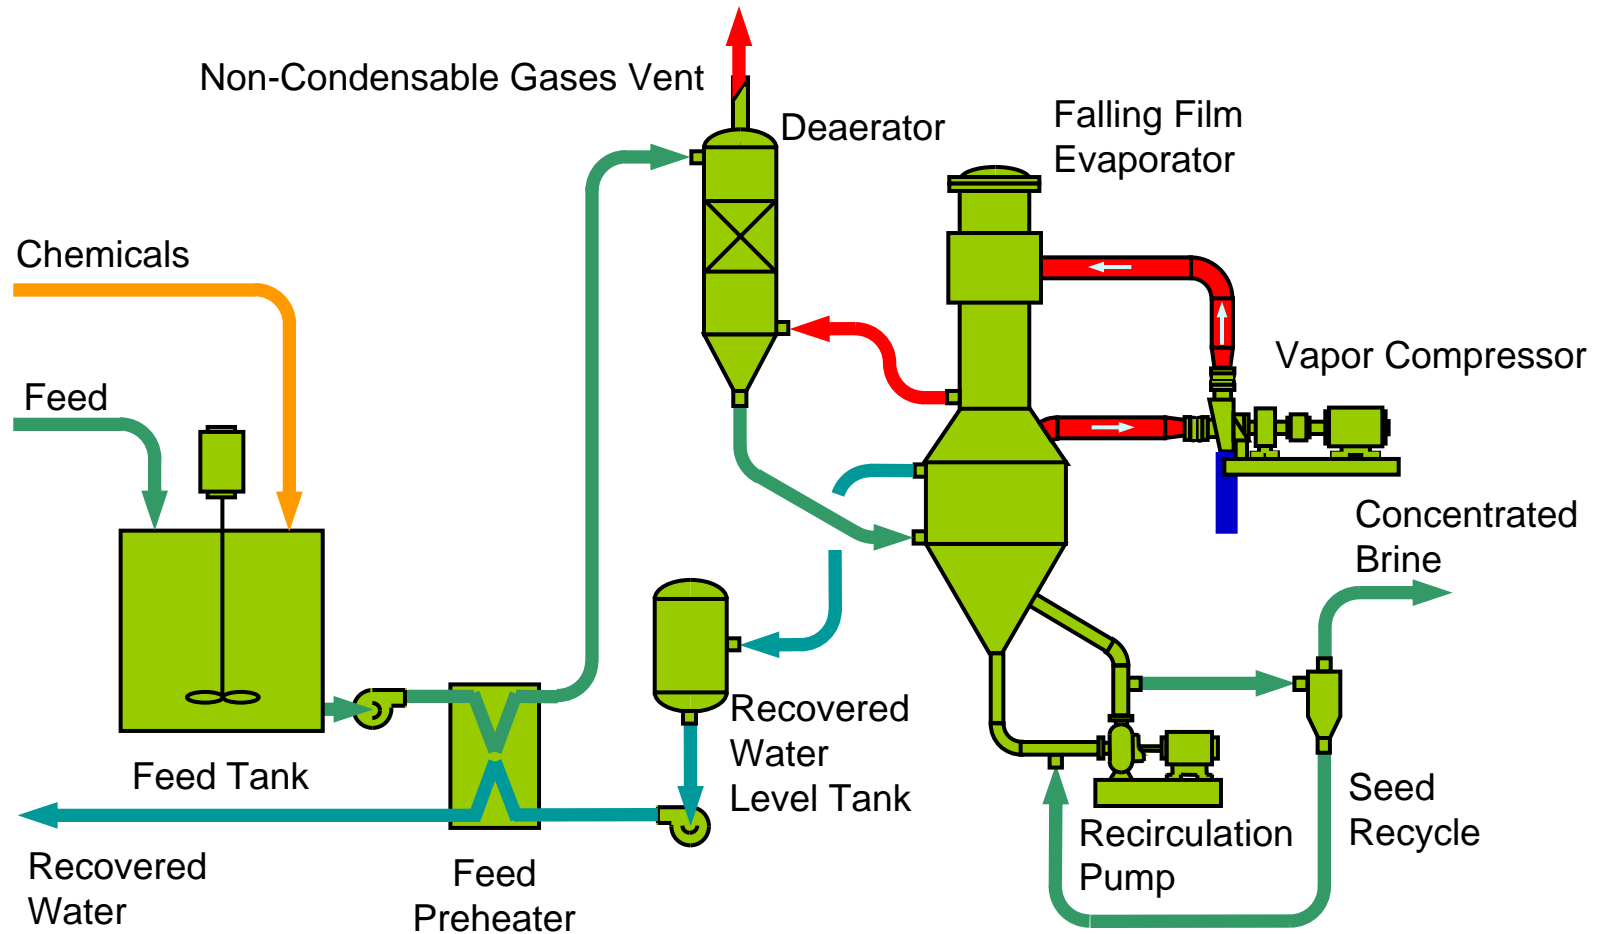 Non-Condensable Gases Vent
Deaerator
Falling Film
Evaporator
Chemicals
Feed
Vapor Compressor
Concentrated
Brine
Recovered
Water
Level Tank
Feed Tank
Seed
Recycle
Recirculation
Pump
Recovered
Water
Feed
Preheater